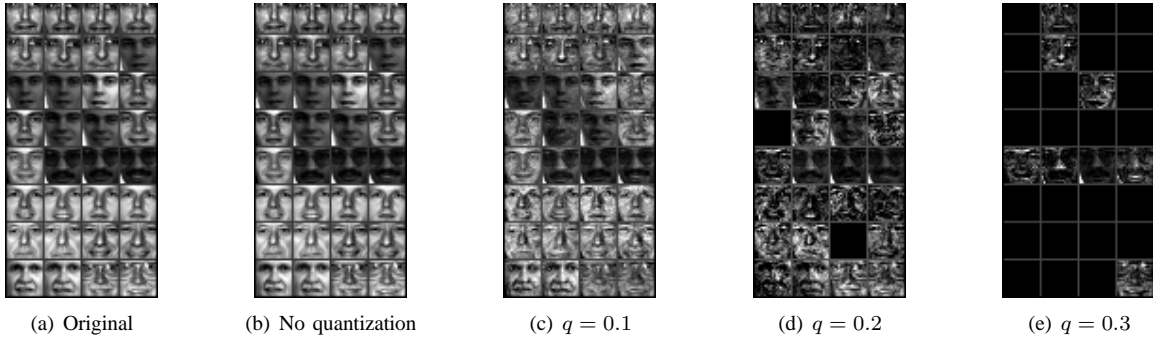 (a) Original
(b) No quantization
(c) q = 0.1
(d) q = 0.2
(e) q = 0.3